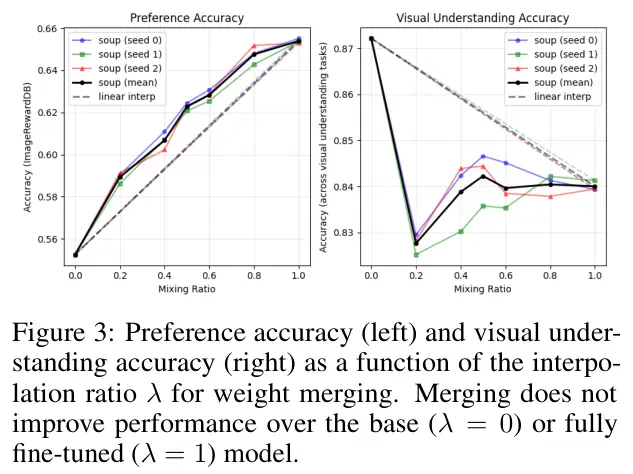 Preference Accuracy
Accuracy (ImageRewardDB)
0.66
0.64
0.62
0.60
0.58
0.56
soup (seed 0)
soup (seed 1)
soup (seed 2)
soup (mean)
linear interp
0.0 0.2 0.4 0.6 0.8 1.0
Mixing Ratio
Visual Understanding Accuracy
Accuracy (across visual understanding tasks)
0.87
0.86
0.85
0.84
0.83
soup (seed 0)
soup (seed 1)
soup (seed 2)
soup (mean)
linear interp
0.0 0.2 0.4 0.6 0.8 1.0
Mixing Ratio
Figure 3: Preference accuracy (left) and visual under-
standing accuracy (right) as a function of the interpo-
lation ratio λ for weight merging. Merging does not
improve performance over the base (λ = 0) or fully
fine-tuned (λ = 1) model.